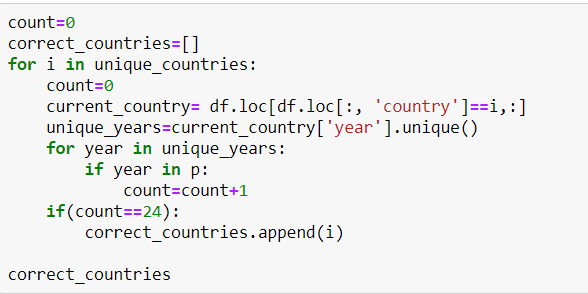 count=0
correct_countries=[]
for i in unique_countries:
    count=0
    current_country= df.loc[df.loc[:, 'country']==i,:]
    unique_years=current_country['year'].unique()
    for year in unique_years:
        if year in p:
            count=count+1
    if(count==24):
        correct_countries.append(i)

correct_countries